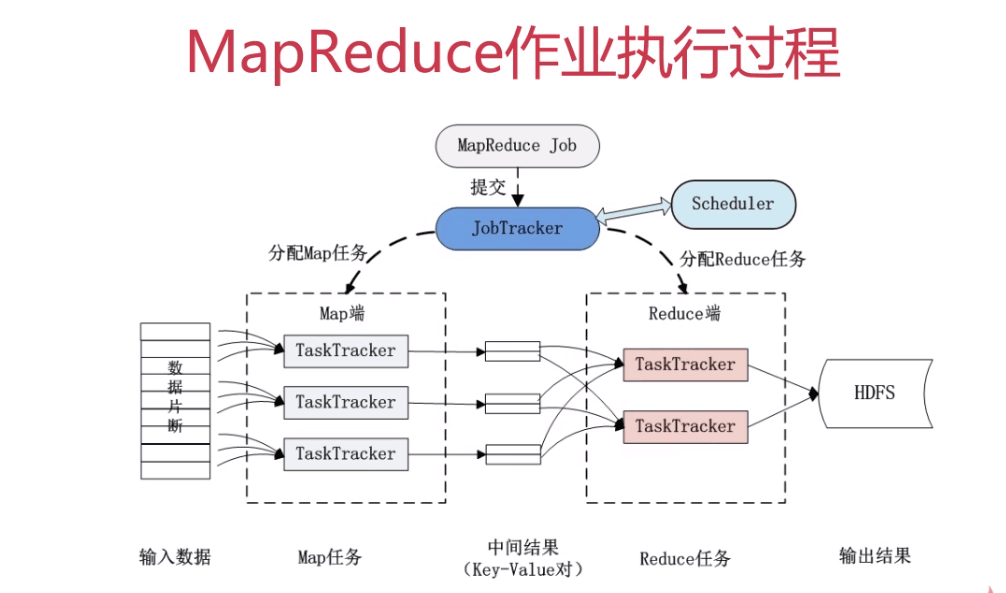 MapReduce作业执行过程
MapReduce Job
提交
JobTracker
Scheduler
分配Map任务
分配Reduce任务
Map端
Reduce端
数据片断
TaskTracker
TaskTracker
TaskTracker
TaskTracker
TaskTracker
HDFS
输入数据
Map任务
中间结果
（Key-Value对）
Reduce任务
输出结果